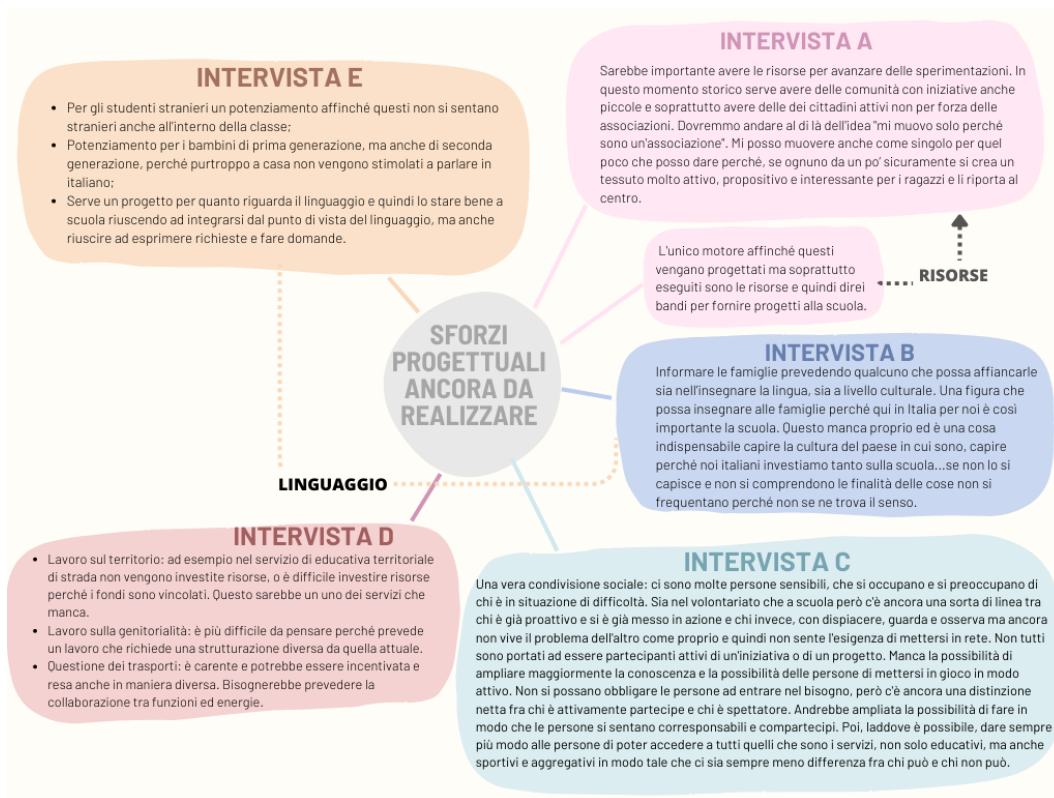 INTERVISTA E
Per gli studenti stranieri un potenziamento affinché questi non si sentano
stranieri anche all'interno della classe;
Potenziamento per i bambini di prima generazione, ma anche di seconda
generazione, perché purtroppo a casa non vengono stimolati a parlare in
italiano;
Serve un progetto per quanto riguarda il linguaggio e quindi lo stare bene a
scuola riuscendo ad integrarsi dal punto di vista del linguaggio, ma anche
riuscire ad esprimere richieste e fare domande.
INTERVISTA A
Sarebbe importante avere le risorse per avanzare delle sperimentazioni. In
questo momento storico serve avere delle comunità con iniziative anche
piccole e soprattutto avere delle dei cittadini attivi non per forza delle
associazioni. Dovremmo andare al di là dell'idea "mi muovo solo perché
sono un'associazione". Mi posso muovere anche come singolo per quel
poco che posso dare perché, se ognuno da un po' sicuramente si crea un
tessuto molto attivo, propositivo e interessante per i ragazzi e li riporta al
centro.
L'unico motore affinché questi
vengano progettati ma soprattutto
eseguiti sono le risorse e quindi direi
bandi per fornire progetti alla scuola.
RISORSE
SFORZI
PROGETTUALI
ANCORA DA
REALIZZARE
INTERVISTA B
Informare le famiglie prevedendo qualcuno che possa affiancarle
sia nell'insegnare la lingua, sia a livello culturale. Una figura che
possa insegnare alle famiglie perché qui in Italia per noi è così
importante la scuola. Questo manca proprio ed è una cosa
indispensabile capire la cultura del paese in cui sono, capire
perché noi italiani investiamo tanto sulla scuola...se non lo si
capisce e non si comprendono le finalità delle cose non si
frequentano perché non se ne trova il senso.
LINGUAGGIO
INTERVISTA D
Lavoro sul territorio: ad esempio nel servizio di educativa territoriale
di strada non vengono investite risorse, o è difficile investire risorse
perché i fondi sono vincolati. Questo sarebbe un uno dei servizi che
manca.
Lavoro sulla genitorialità: è più difficile da pensare perché prevede
un lavoro che richiede una strutturazione diversa da quella attuale.
Questione dei trasporti: è carente e potrebbe essere incentivata e
resa anche in maniera diversa. Bisognerebbe prevedere la
collaborazione tra funzioni ed energie.
INTERVISTA C
Una vera condivisione sociale: ci sono molte persone sensibili, che si occupano e si preoccupano di
chi è in situazione di difficoltà. Sia nel volontariato che a scuola però c'è ancora una sorta di linea tra
chi è già proattivo e si è già messo in azione e chi invece, con dispiacere, guarda e osserva ma ancora
non vive il problema dell'altro come proprio e quindi non sente l'esigenza di mettersi in rete. Non tutti
sono portati ad essere partecipanti attivi di un'iniziativa o di un progetto. Manca la possibilità di
ampliare maggiormente la conoscenza e la possibilità delle persone di mettersi in gioco in modo
attivo. Non si possano obbligare le persone ad entrare nel bisogno, però c'è ancora una distinzione
netta fra chi è attivamente partecipe e chi è spettatore. Andrebbe ampliata la possibilità di fare in
modo che le persone si sentano corresponsabili e compartecipi. Poi, laddove è possibile, dare sempre
più modo alle persone di poter accedere a tutti quelli che sono i servizi, non solo educativi, ma anche
sportivi e aggregativi in modo tale che ci sia sempre meno differenza fra chi può e chi non può.